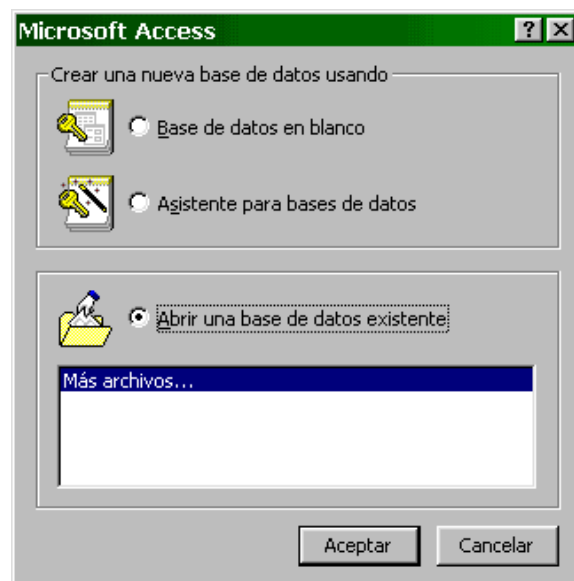 Microsoft Access
Crear una nueva base de datos usando
Base de datos en blanco
Asistente para bases de datos
Abrir una base de datos existente
Más archivos...
Aceptar
Cancelar